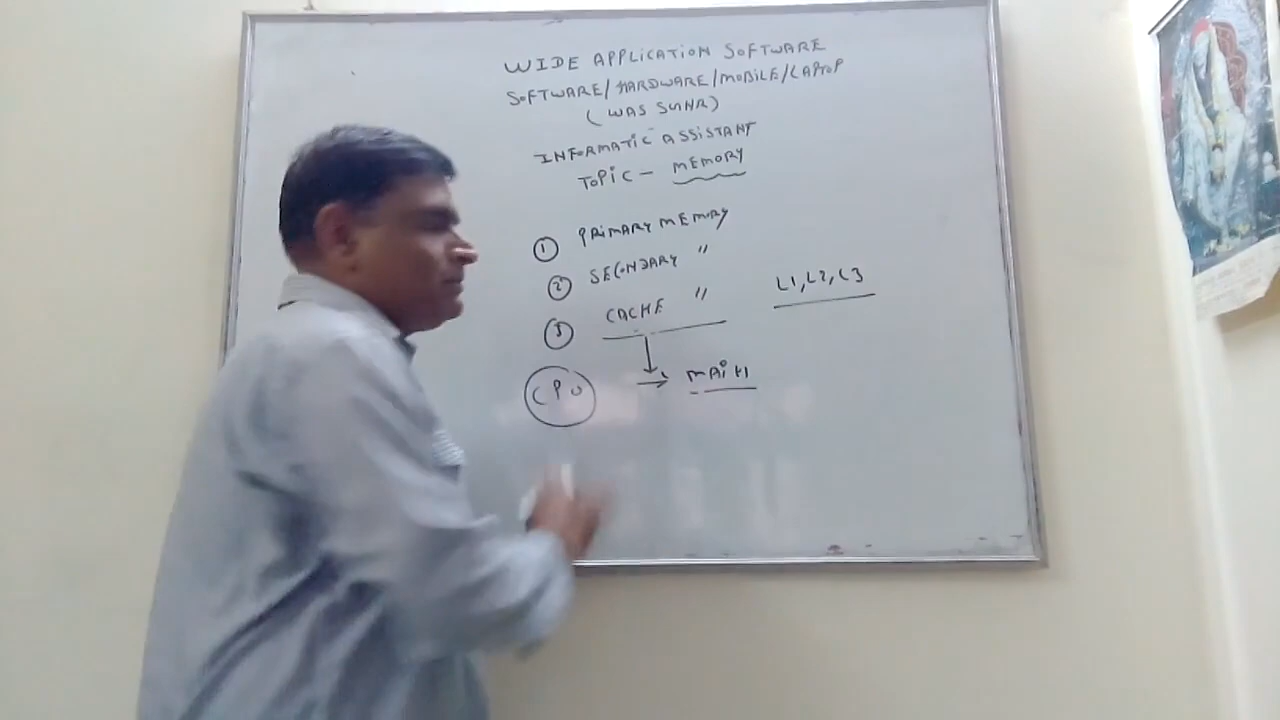 WIDE APPLICATION SOFTWARE
SOFTWARE/HARDWARE/MOBILE/LAPTOP
(WAS
INFORMATIC ASSISTANT
TOPIC - MEMORY
1 PRIMARY MEMORY
2 SECONDARY "
3 CACHE " L1, L2, L3
CPU → MAIN